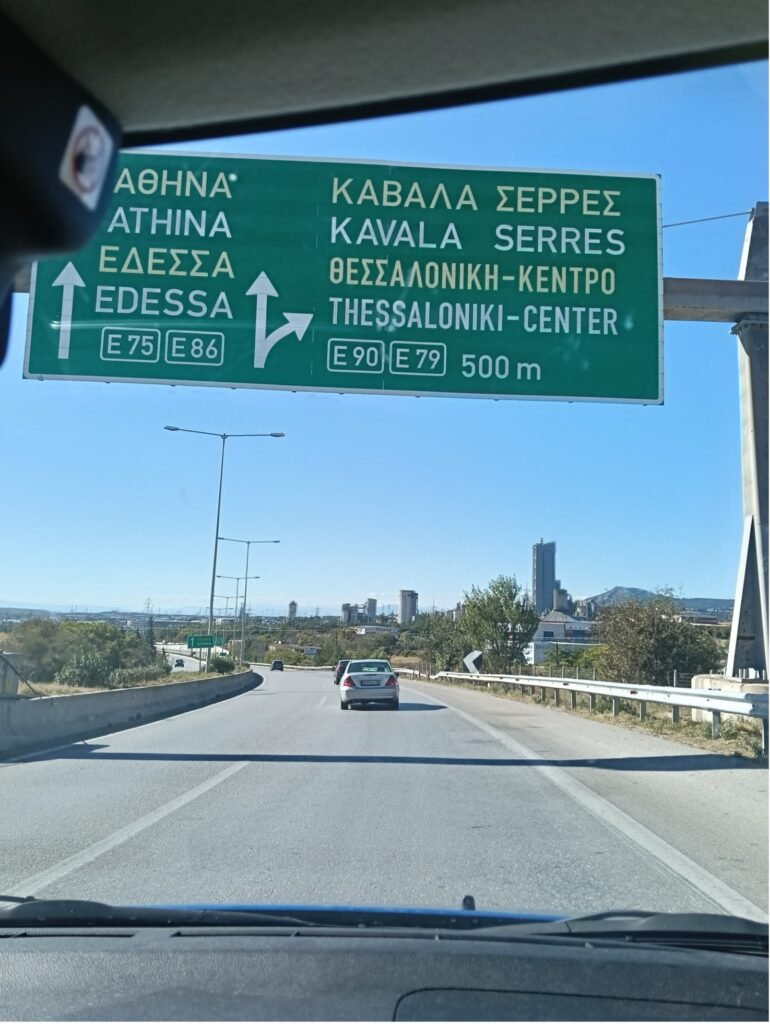 ΑΘΗΝΑ
ATHINA
ΕΔΕΣΣΑ
EDESSA
E 75 E 86
ΚΑΒΑΛΑ ΣΕΡΡΕΣ
KAVALA SERRES
ΘΕΣΣΑΛΟΝΙΚΗ-ΚΕΝΤΡΟ
THESSALONIKI-CENTER
E 90 E 79 500 m